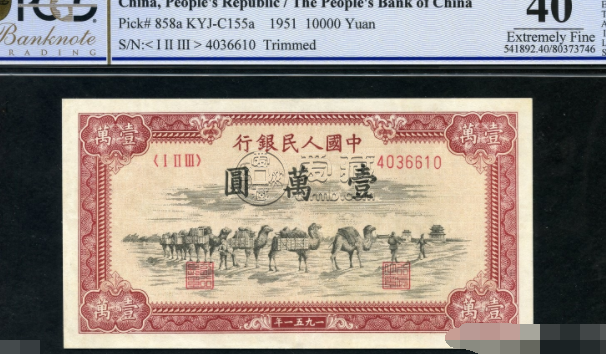 China, People's Republic / The People's Bank of China
40
Banknote
TRADING
Pick# 858a KYJ-C155a 1951 10000 Yuan
Extremely Fine
S/N:<I II III> 4036610 Trimmed
541892.40/80373746
萬壹
萬壹
行銀民人國中
〈I II III〉
4036610
圓萬壹
萬壹
萬壹
年一五九一